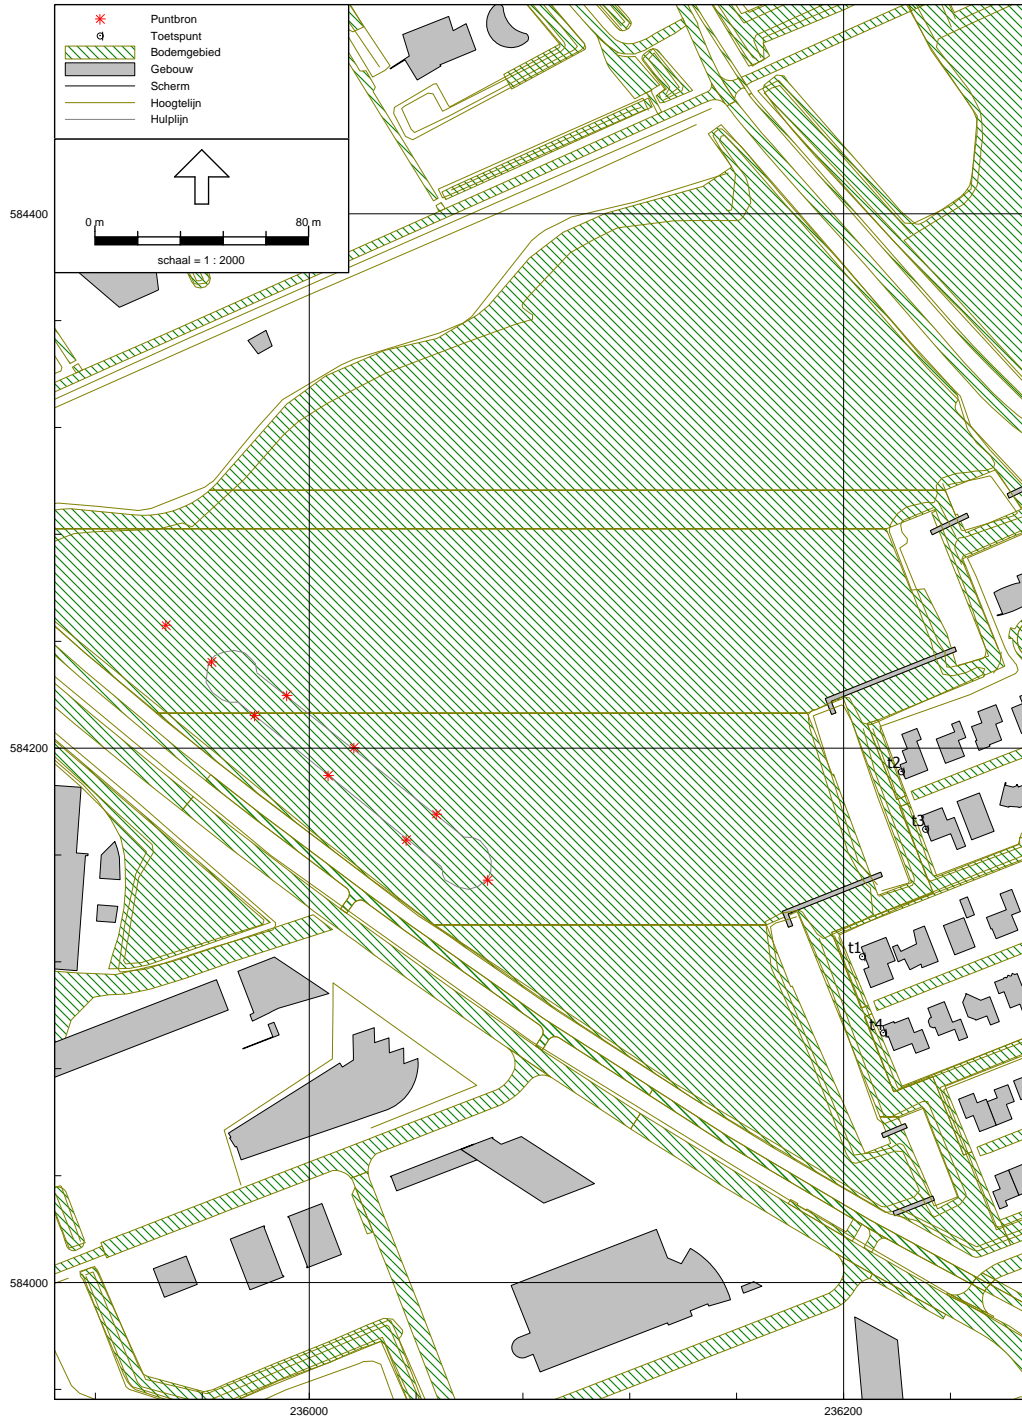 Puntbron
Toetspunt
Bodemgebied
Gebouw
Scherm
Hoogtelijn
Hulplijn
0 m 80 m
schaal = 1 : 2000
584400
584200
t2
t3
t1
t4
584000
236000 236200